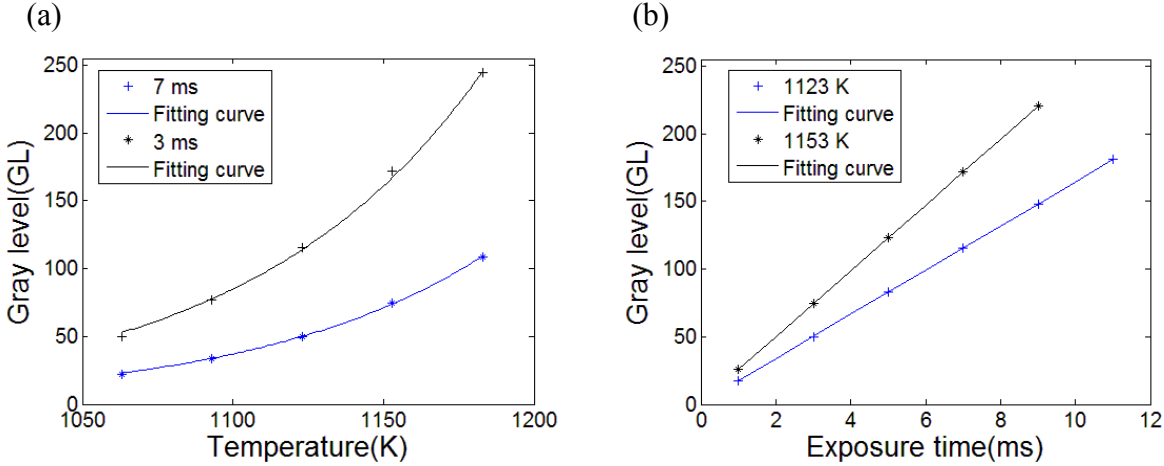 (a)
250
200
150
100
50
0
Gray level(GL)
7 ms
Fitting curve
3 ms
Fitting curve
1050
1100
1150
1200
Temperature(K)
(b)
250
200
150
100
50
0
Gray level(GL)
1123 K
Fitting curve
1153 K
Fitting curve
0
2
4
6
8
10
12
Exposure time(ms)